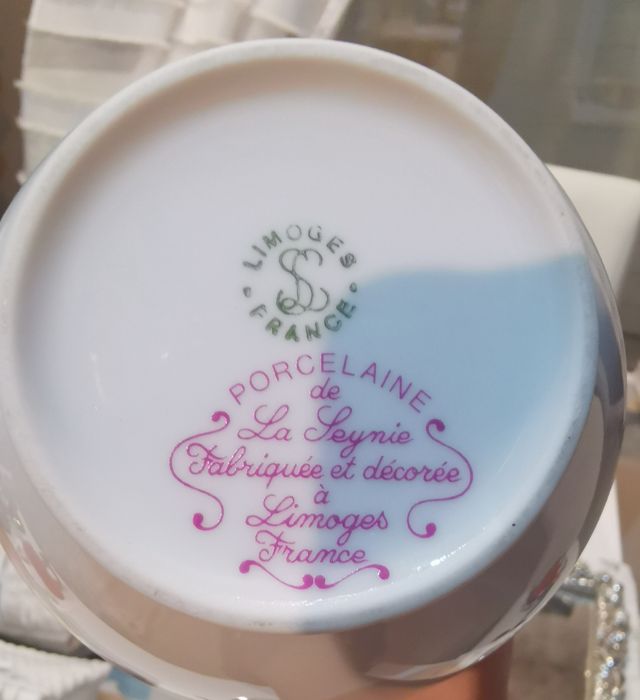 LIMOGES
FRANCE
PORCELAINE
de
La Seynie
Fabriquée et décorée
à
Limoges
France